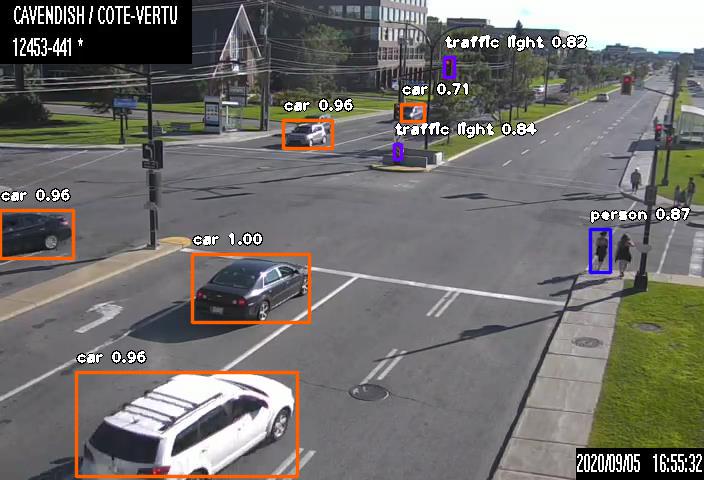 CAVENDISH / COTE-VERTU
12453-441 *
traffic light 0.82
car 0.71
car 0.96
traffic light 0.84
car 0.96
person 0.87
car 1.00
car 0.96
2020/09/05 16:55:32